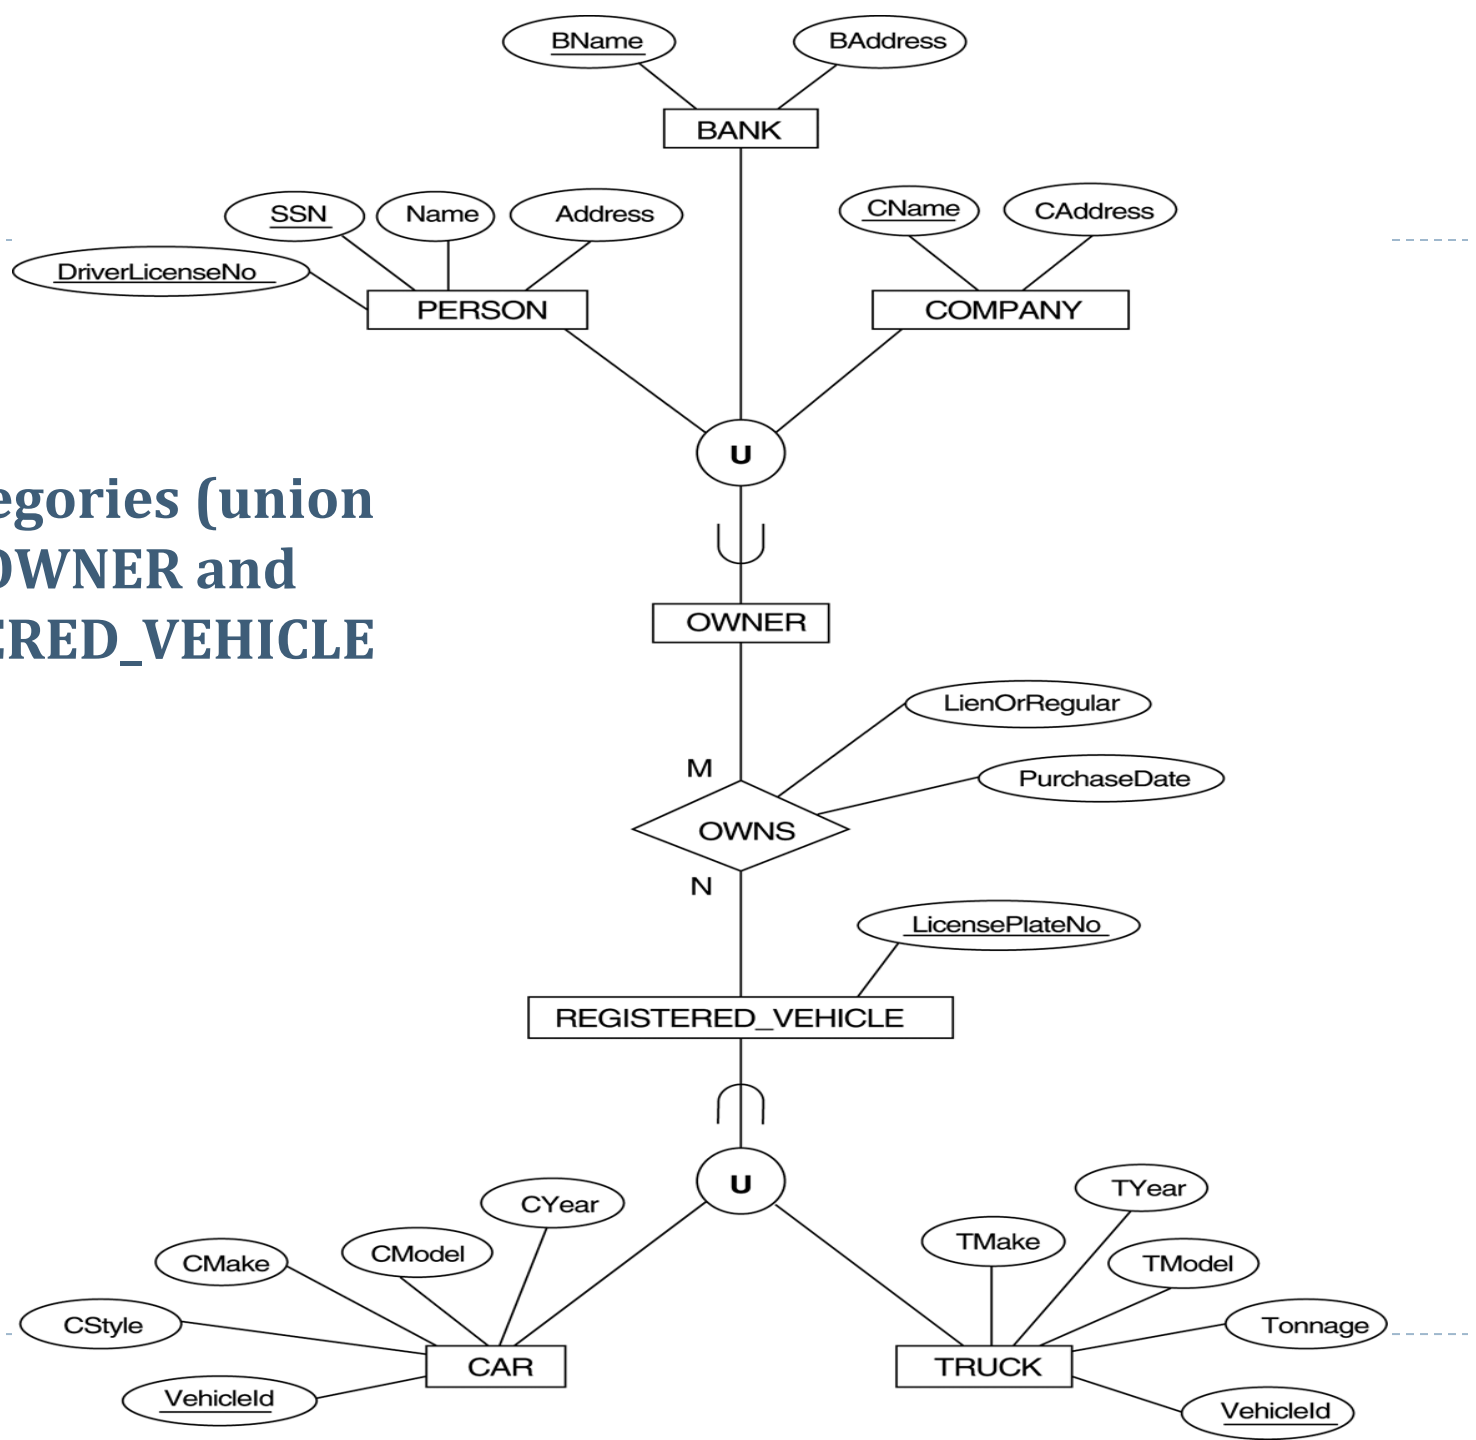 BName
BAddress
BANK
SSN
Name
Address
CName
CAddress
DriverLicenseNo
PERSON
COMPANY
U
egories (union
OWNER and
ERED_VEHICLE
OWNER
LienOrRegular
M
PurchaseDate
OWNS
N
LicensePlateNo
REGISTERED_VEHICLE
U
CYear
TYear
CMake
CModel
TMake
TModel
CStyle
Tonnage
CAR
TRUCK
VehicleId
VehicleId